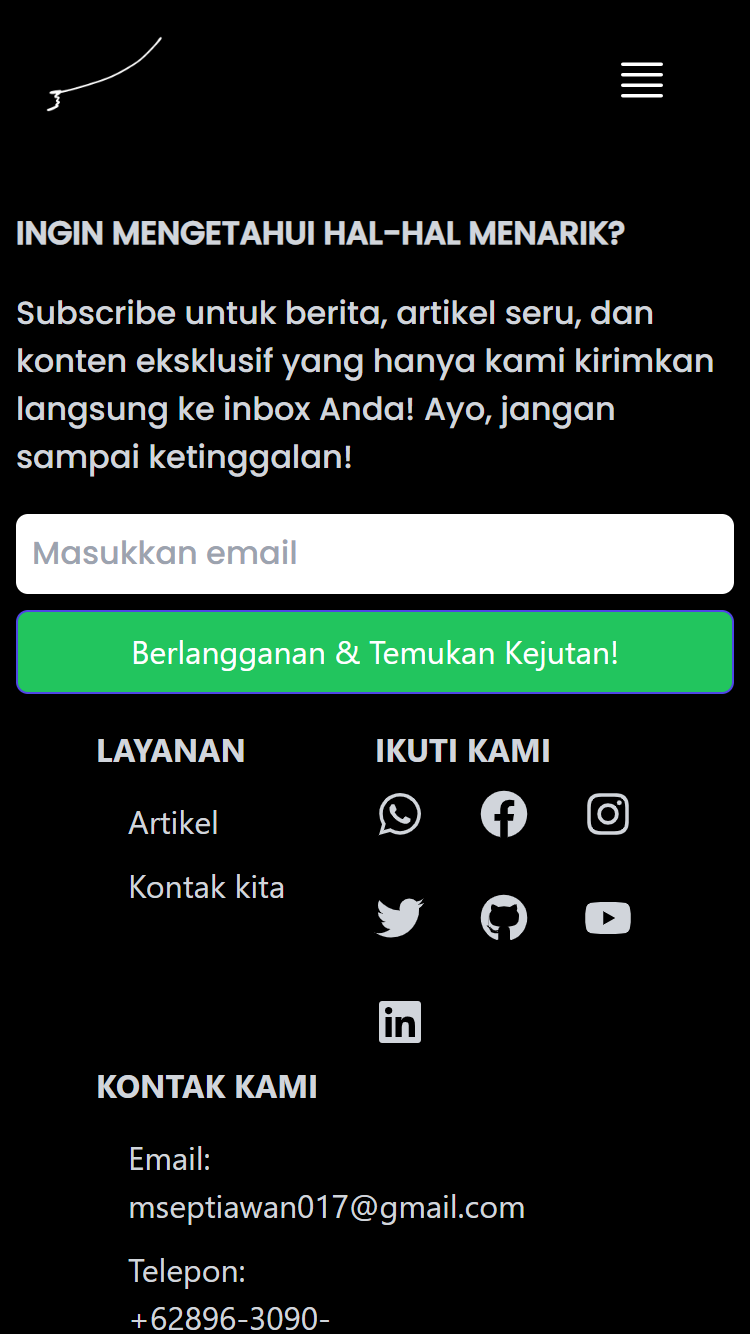 INGIN MENGETAHUI HAL-HAL MENARIK?
Subscribe untuk berita, artikel seru, dan
konten eksklusif yang hanya kami kirimkan
langsung ke inbox Anda! Ayo, jangan
sampai ketinggalan!
Masukkan email
Berlangganan & Temukan Kejutan!
LAYANAN
Artikel
Kontak kita
IKUTI KAMI
in
KONTAK KAMI
Email:
mseptiawan017@gmail.com
Telepon:
+62896-3090-